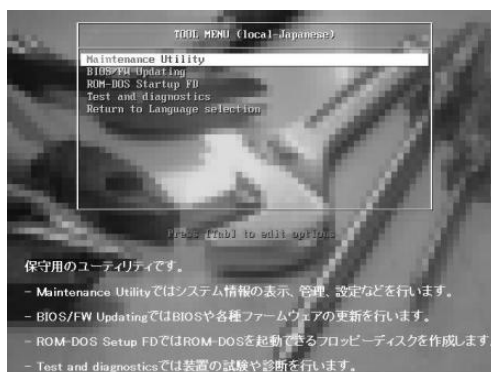 TOOL MENU (local-Japanese)
Maintenance Utility
BIOS/FW Updating
ROM-DOS Startup FD
Test and diagnostics
Return to Language selection
Press [Tab] to edit options
保守用のユーティリティです。
- Maintenance Utilityではシステム情報の表示、管理、設定などを行います。
- BIOS/FW UpdatingではBIOSや各種ファームウェアの更新を行います。
- ROM-DOS Setup FDではROM-DOSを起動できるフロッピーディスクを作成します
- Test and diagnosticsでは装置の試験や診断を行います。